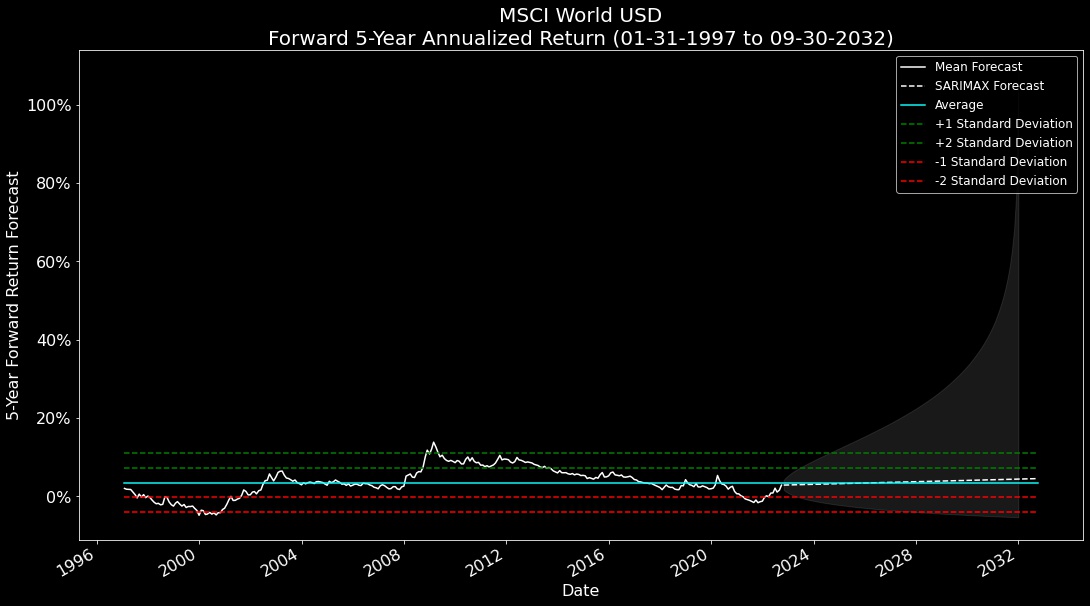 MSCI World USD
Forward 5-Year Annualized Return (01-31-1997 to 09-30-2032)
Mean Forecast
SARIMAX Forecast
Average
+1 Standard Deviation
+2 Standard Deviation
-1 Standard Deviation
-2 Standard Deviation
5-Year Forward Return Forecast
100%
80%
60%
40%
20%
0%
1996
2000
2004
2008
2012
2016
2020
2024
2028
2032
Date